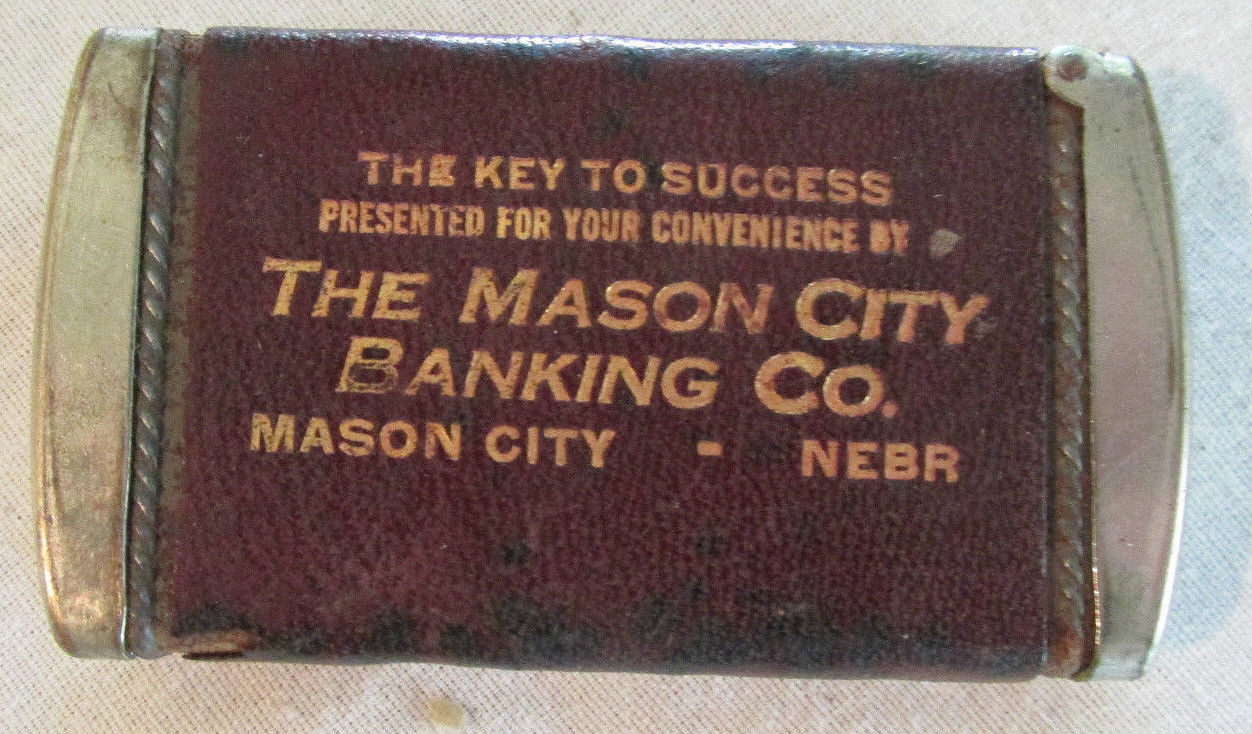 THE KEY TO SUCCESS
PRESENTED FOR YOUR CONVENIENCE BY
THE MASON CITY
BANKING CO.
MASON CITY - NEBR